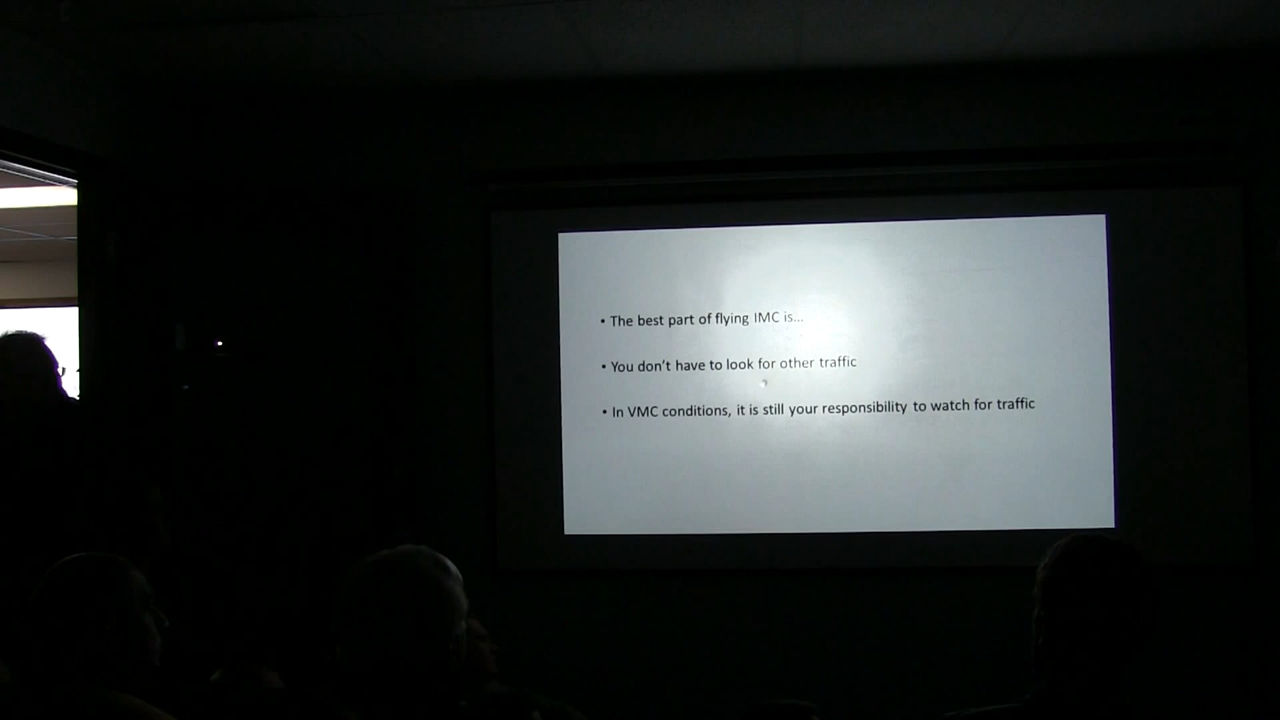 • The best part of flying IMC is...
• You don't have to look for other traffic
• In VMC conditions, it is still your responsibility to watch for traffic